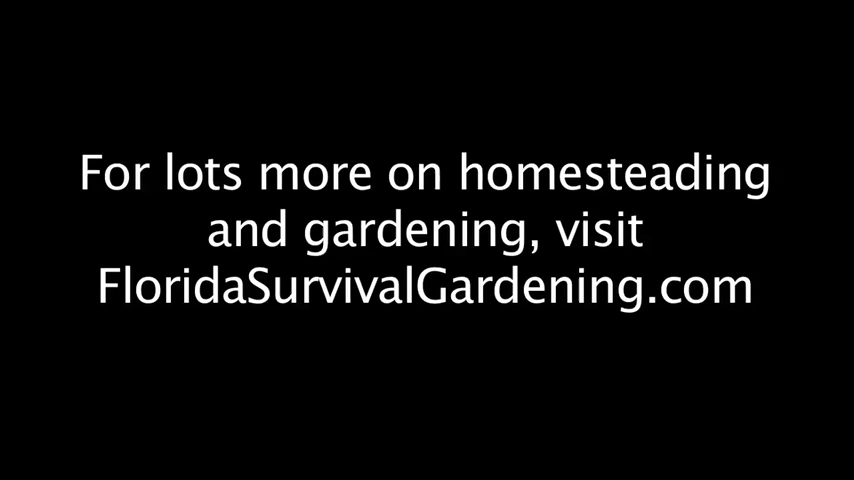 For lots more on homesteading
and gardening, visit
FloridaSurvivalGardening.com